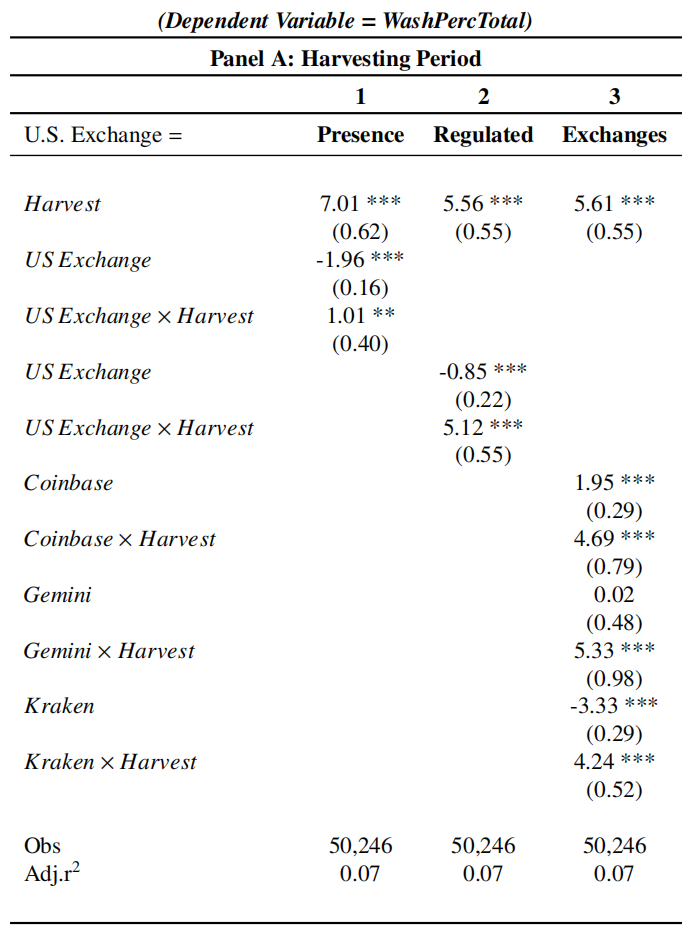 (Dependent Variable = WashPercTotal)
Panel A: Harvesting Period
1 2 3
U.S. Exchange = Presence Regulated Exchanges
Harvest 7.01 *** 5.56 *** 5.61 ***
(0.62) (0.55) (0.55)
US Exchange -1.96 ***
(0.16)
US Exchange × Harvest 1.01 **
(0.40)
US Exchange -0.85 ***
(0.22)
US Exchange × Harvest 5.12 ***
(0.55)
Coinbase 1.95 ***
(0.29)
Coinbase × Harvest 4.69 ***
(0.79)
Gemini 0.02
(0.48)
Gemini × Harvest 5.33 ***
(0.98)
Kraken -3.33 ***
(0.29)
Kraken × Harvest 4.24 ***
(0.52)
Obs 50,246 50,246 50,246
Adj.r² 0.07 0.07 0.07